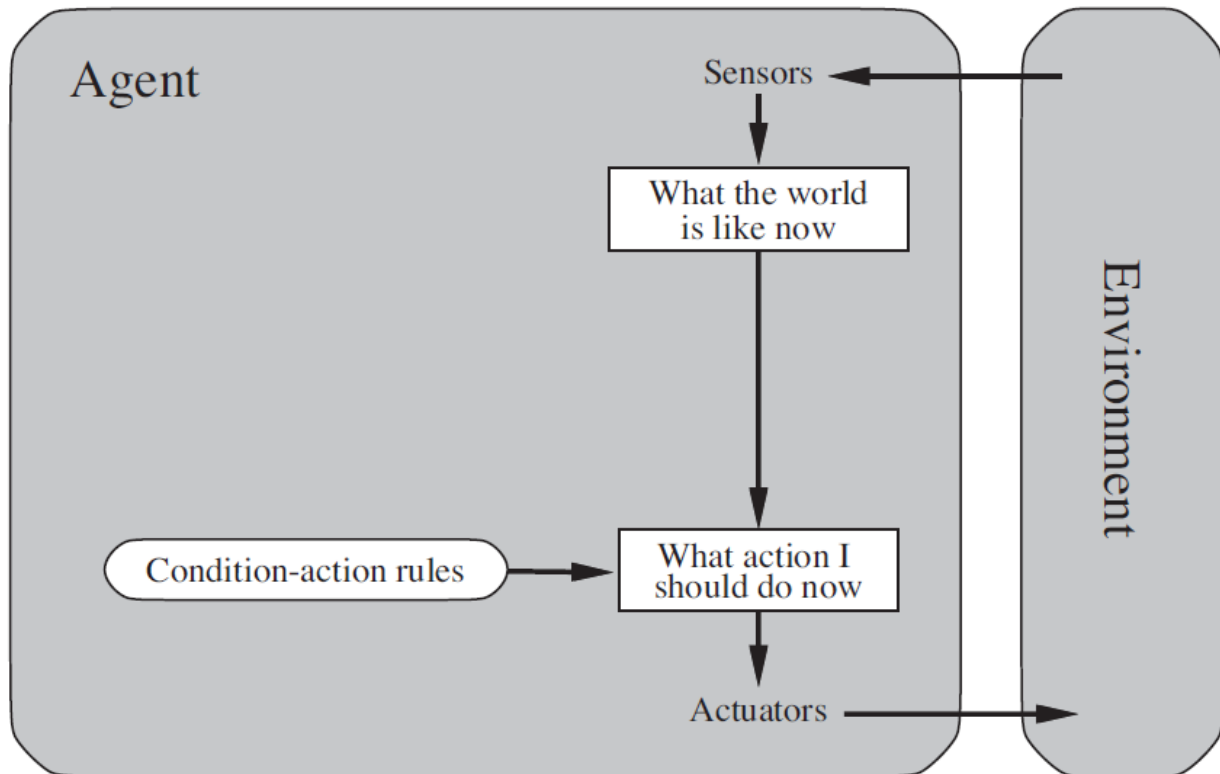 Agent
Sensors
What the world
is like now
Environment
Condition-action rules
What action I
should do now
Actuators